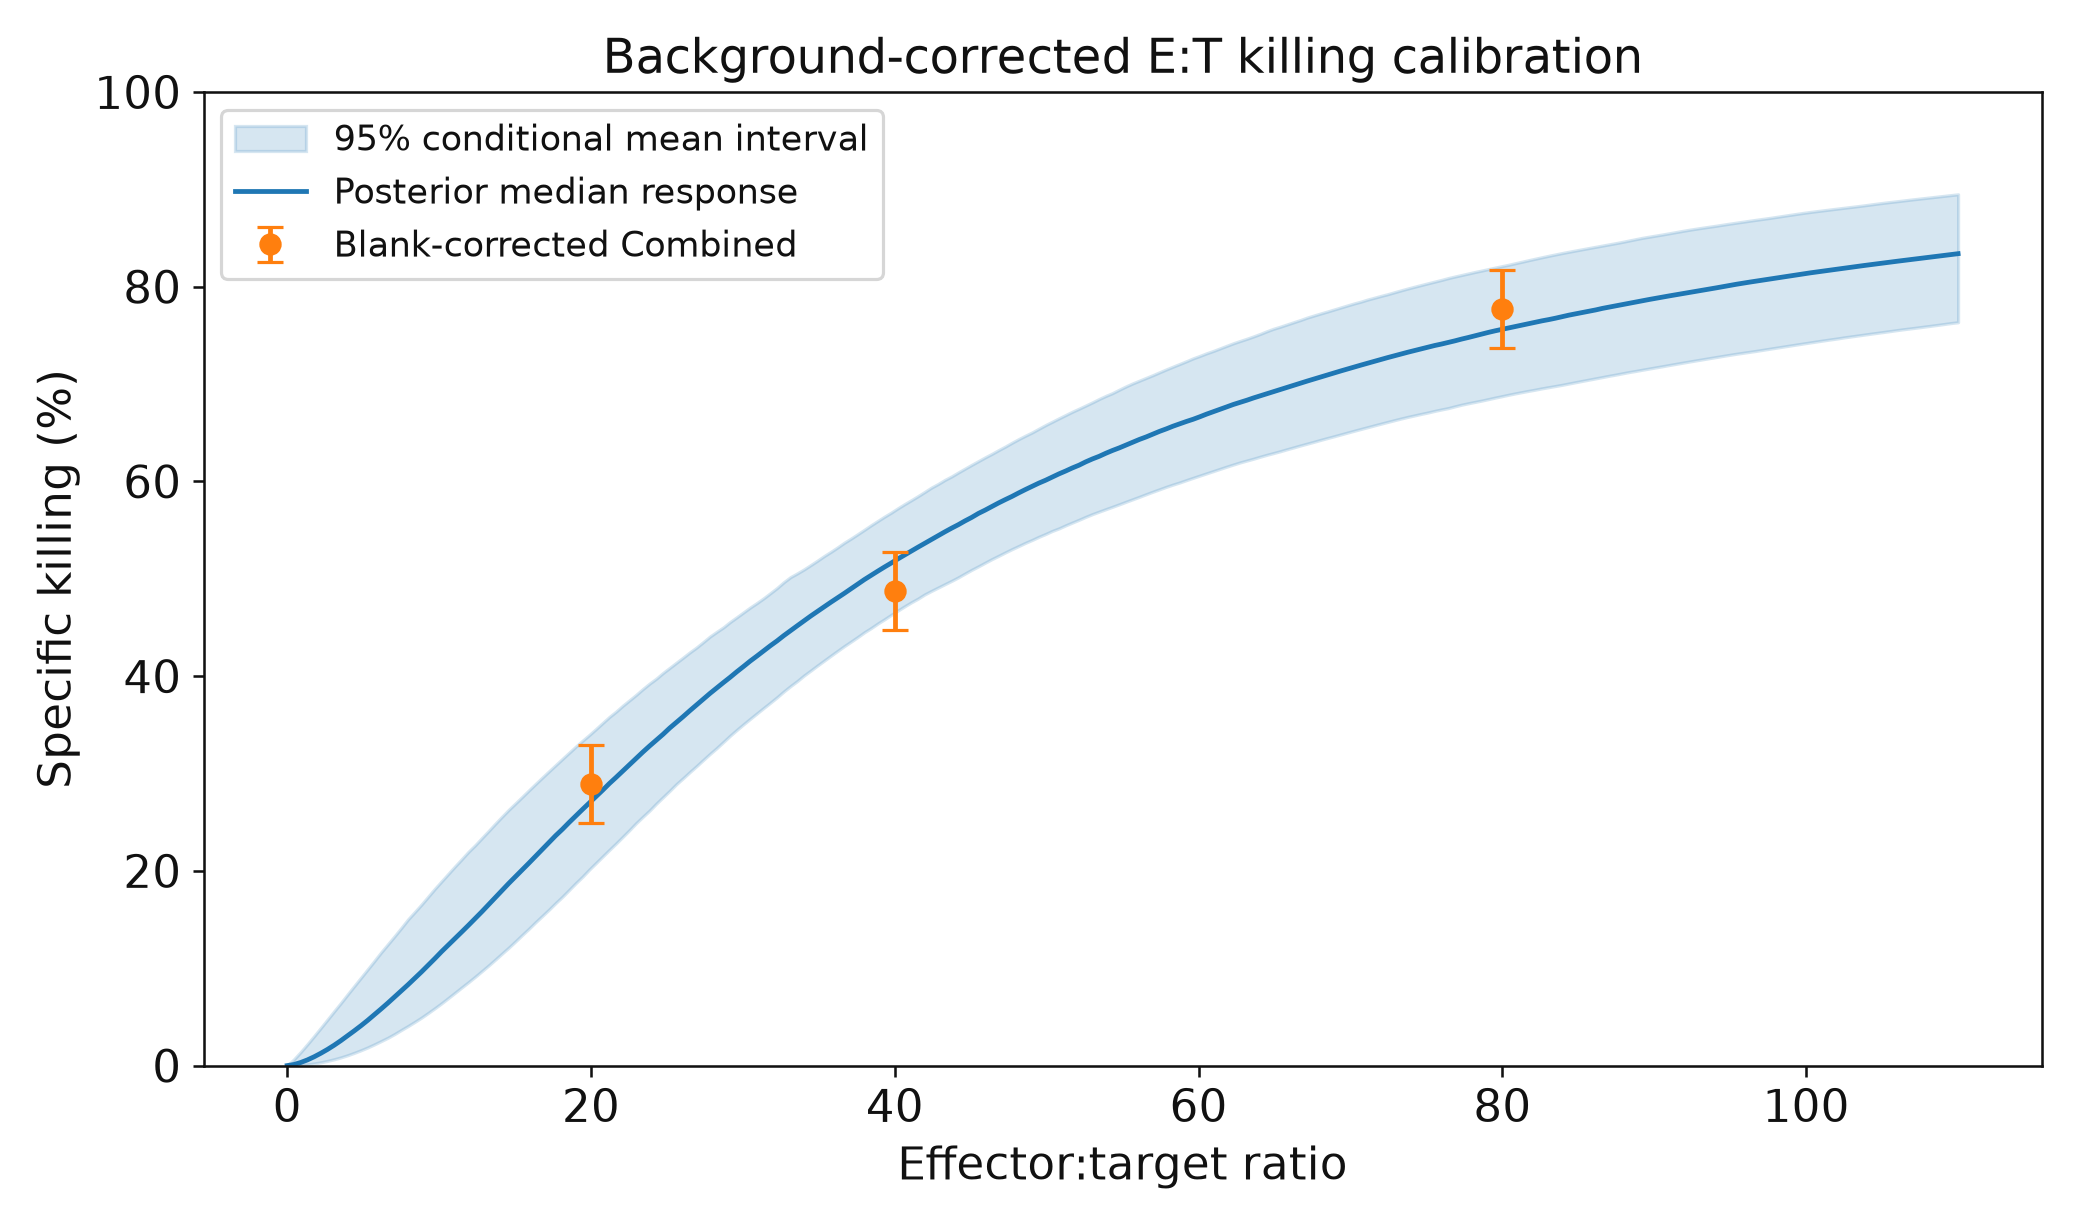 Background-corrected E:T killing calibration
95% conditional mean interval
Posterior median response
Blank-corrected Combined
Specific killing (%)
100
80
60
40
20
0
0 20 40 60 80 100
Effector:target ratio